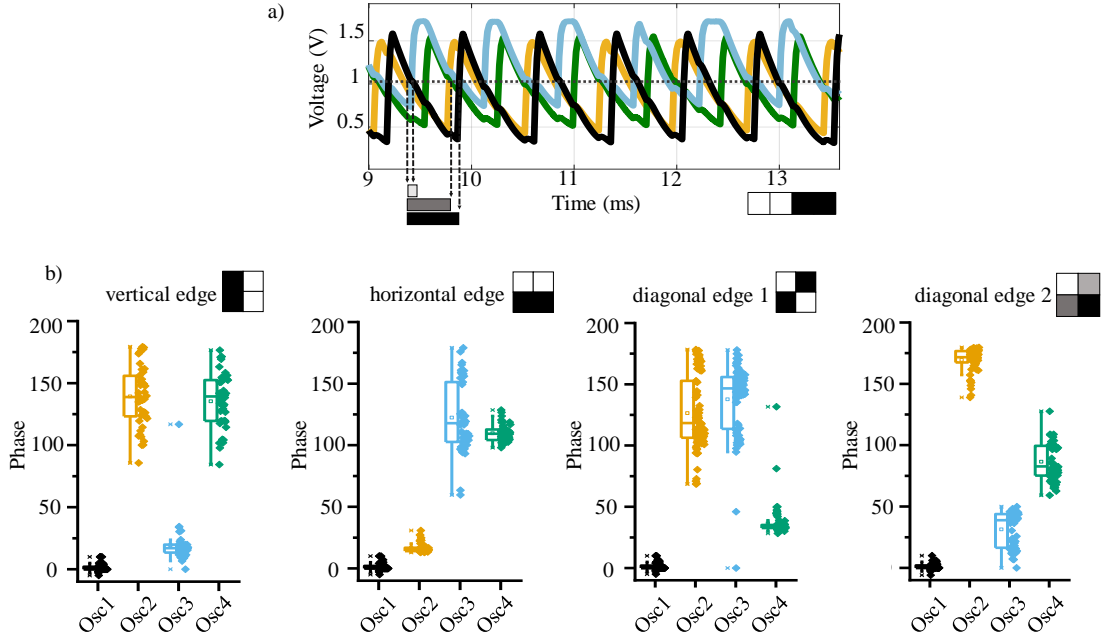 a)
Voltage (V)
1.5
1
0.5
9 10 11 12 13
Time (ms)
b)
vertical edge
horizontal edge
diagonal edge 1
diagonal edge 2
Phase
200
150
100
50
0
Osc1 Osc2 Osc3 Osc4
Phase
200
150
100
50
0
Osc1 Osc2 Osc3 Osc4
Phase
200
150
100
50
0
Osc1 Osc2 Osc3 Osc4
Phase
200
150
100
50
0
Osc1 Osc2 Osc3 Osc4